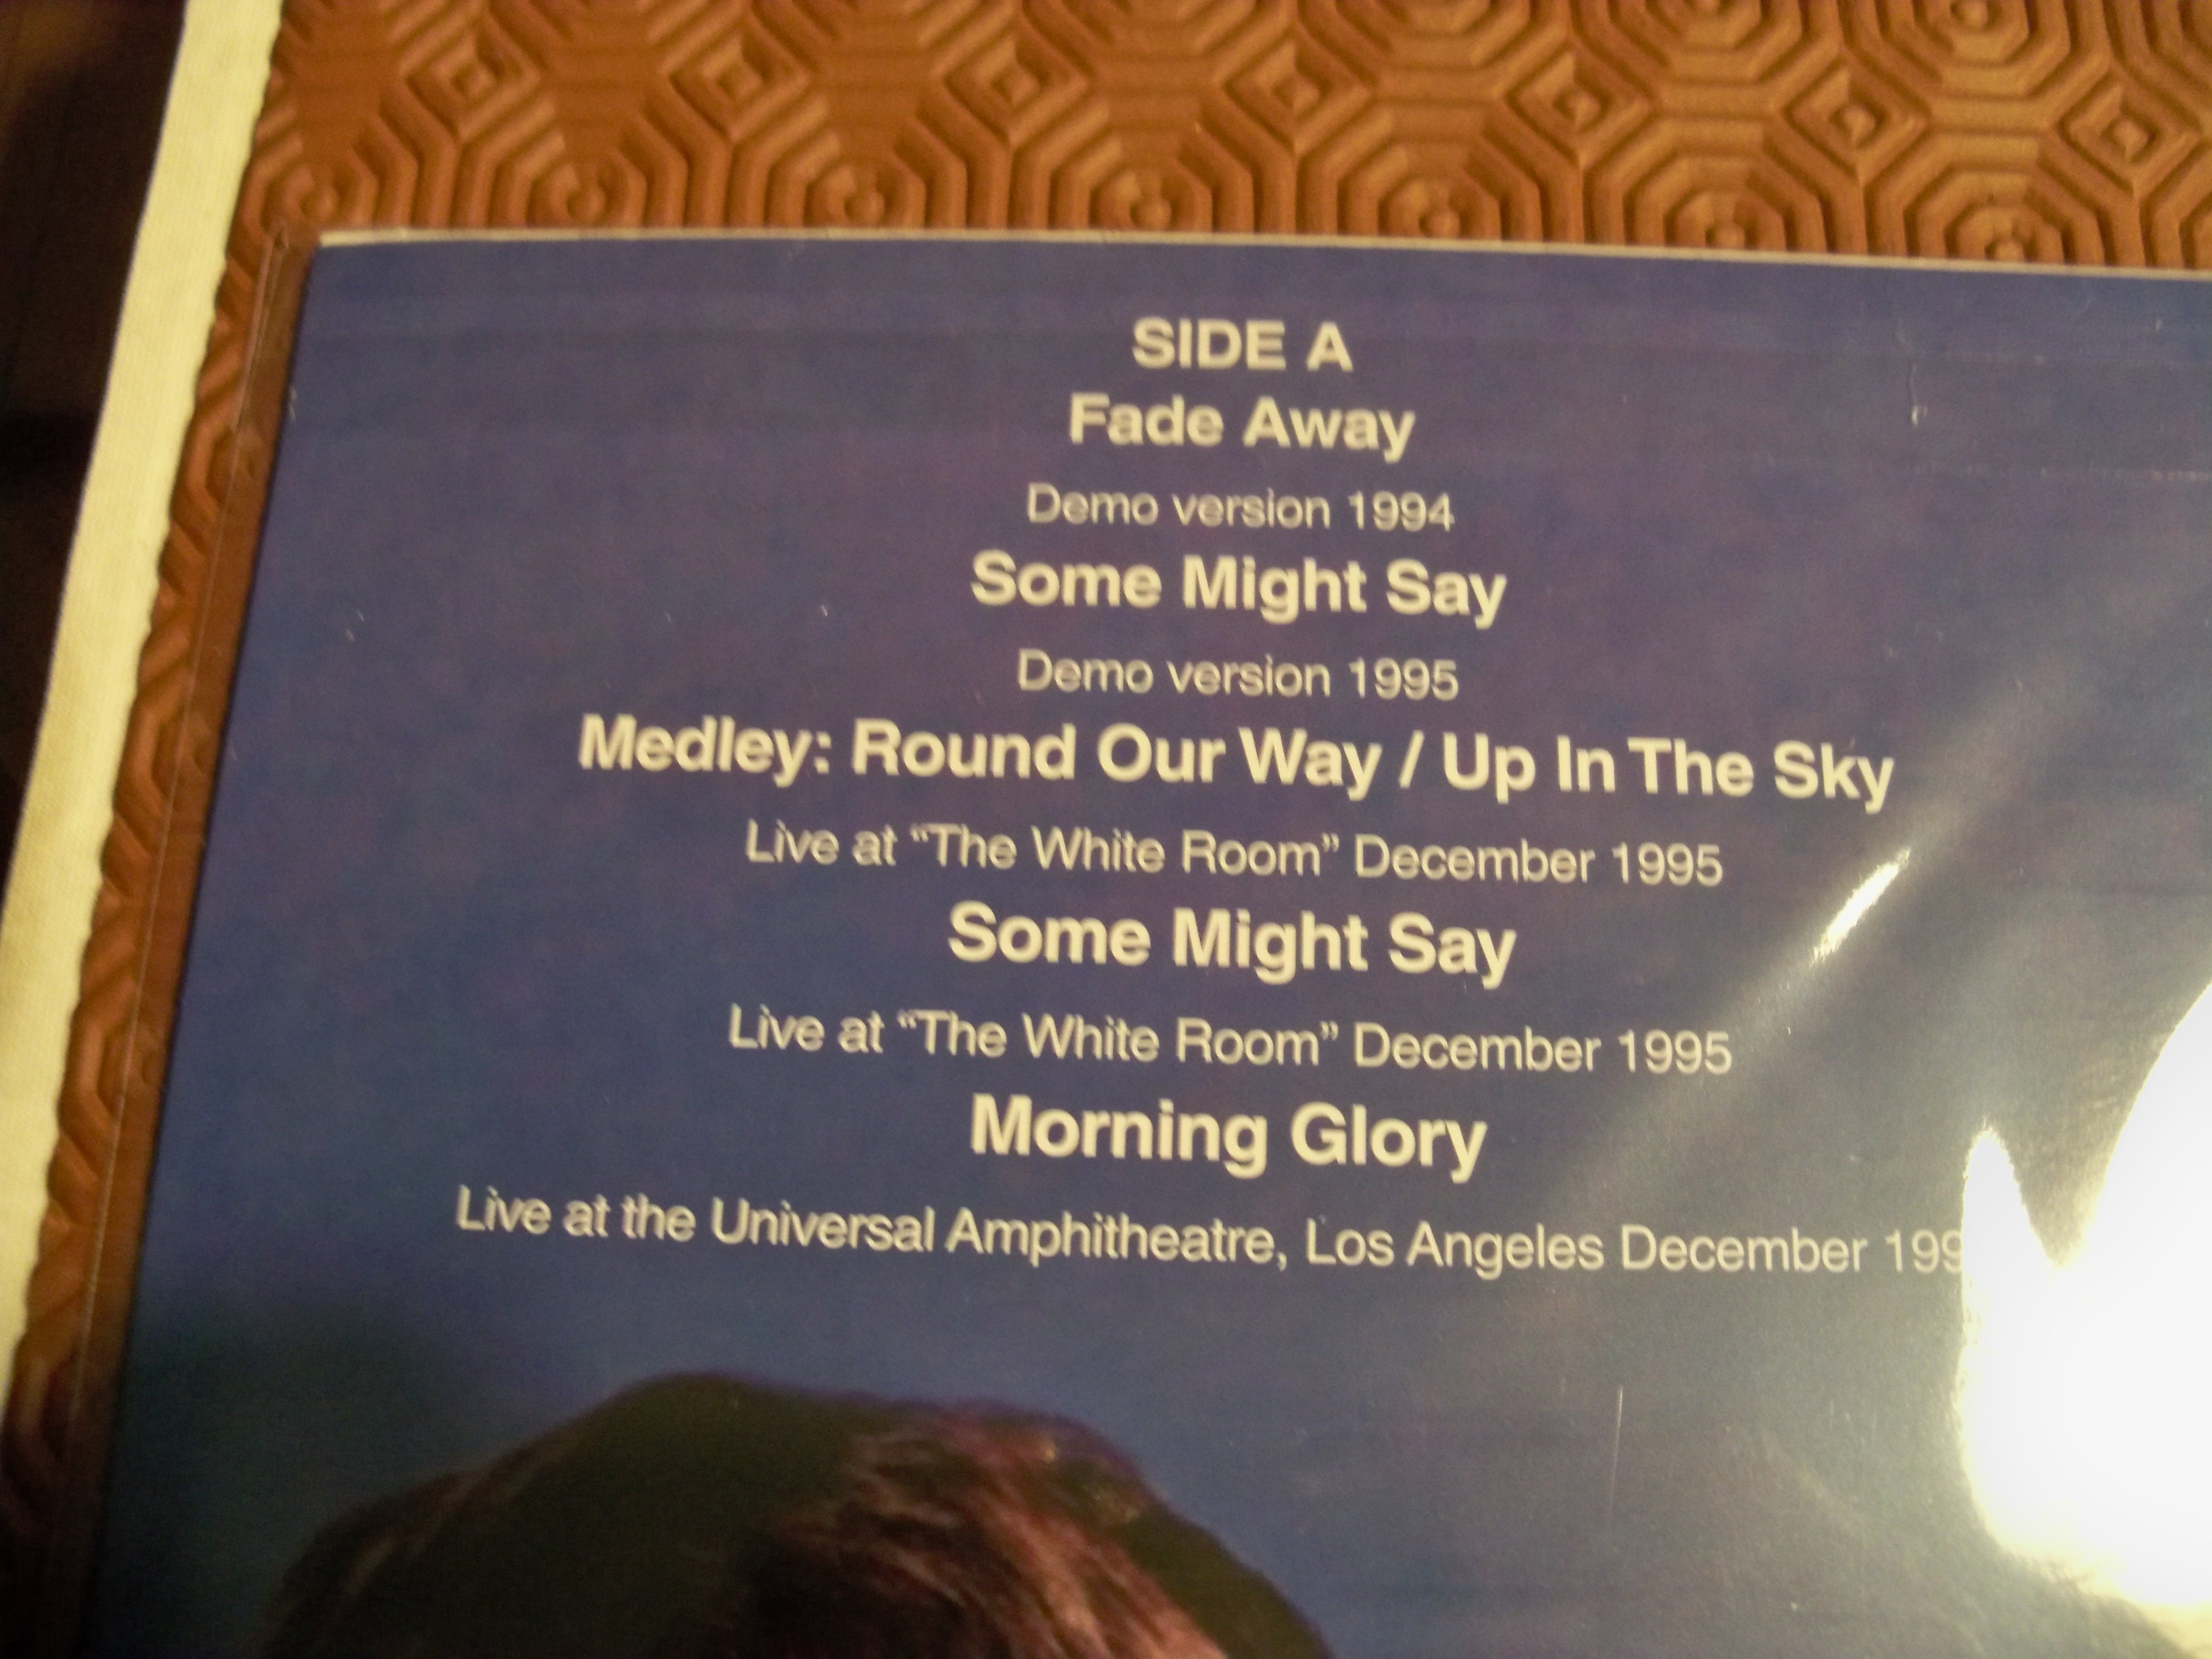 SIDE A
Fade Away
Demo version 1994
Some Might Say
Demo version 1995
Medley: Round Our Way / Up In The Sky
Live at “The White Room” December 1995
Some Might Say
Live at “The White Room” December 1995
Morning Glory
Live at the Universal Amphitheatre, Los Angeles December